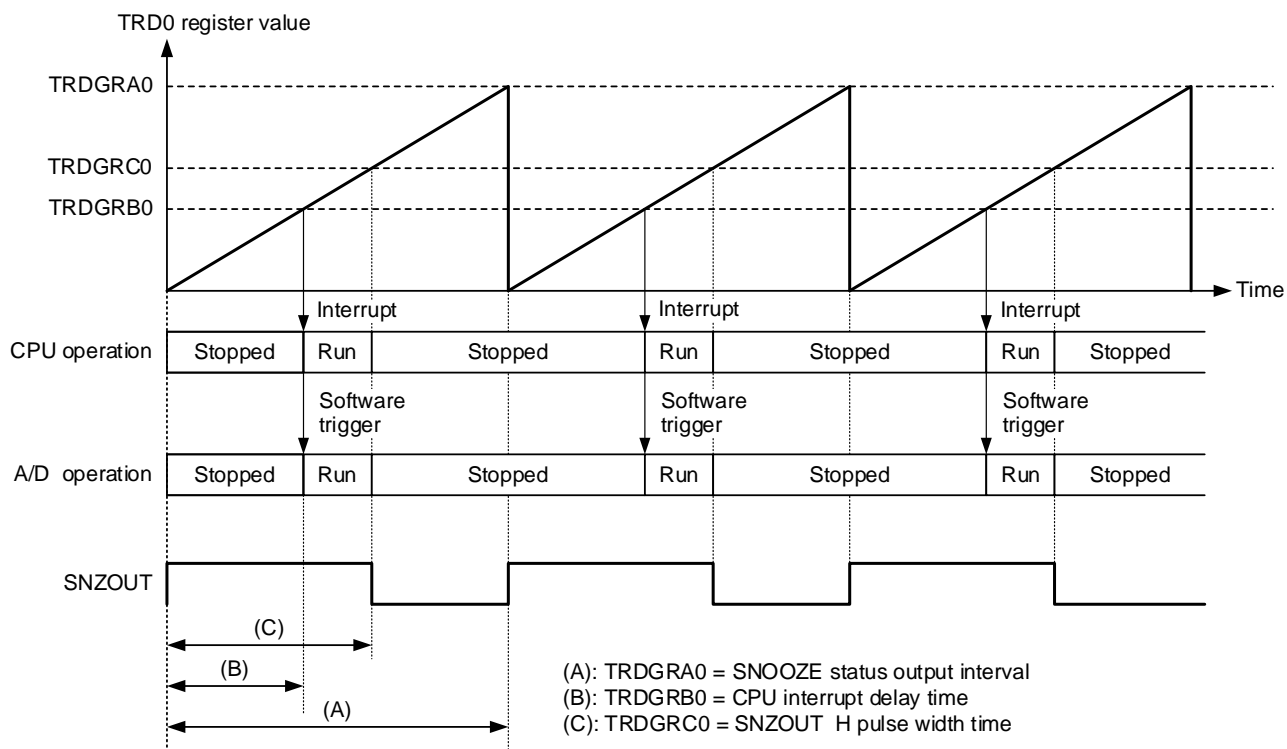 TRD0 register value
TRDGRA0
TRDGRC0
TRDGRB0
Time
Interrupt Interrupt Interrupt
CPU operation Stopped Run Stopped Run Stopped Run Stopped
Software trigger Software trigger Software trigger
A/D operation Stopped Run Stopped Run Stopped Run Stopped
SNZOUT
(C)
(B)
(A)
(A): TRDGRA0 = SNOOZE status output interval
(B): TRDGRB0 = CPU interrupt delay time
(C): TRDGRC0 = SNZOUT H pulse width time